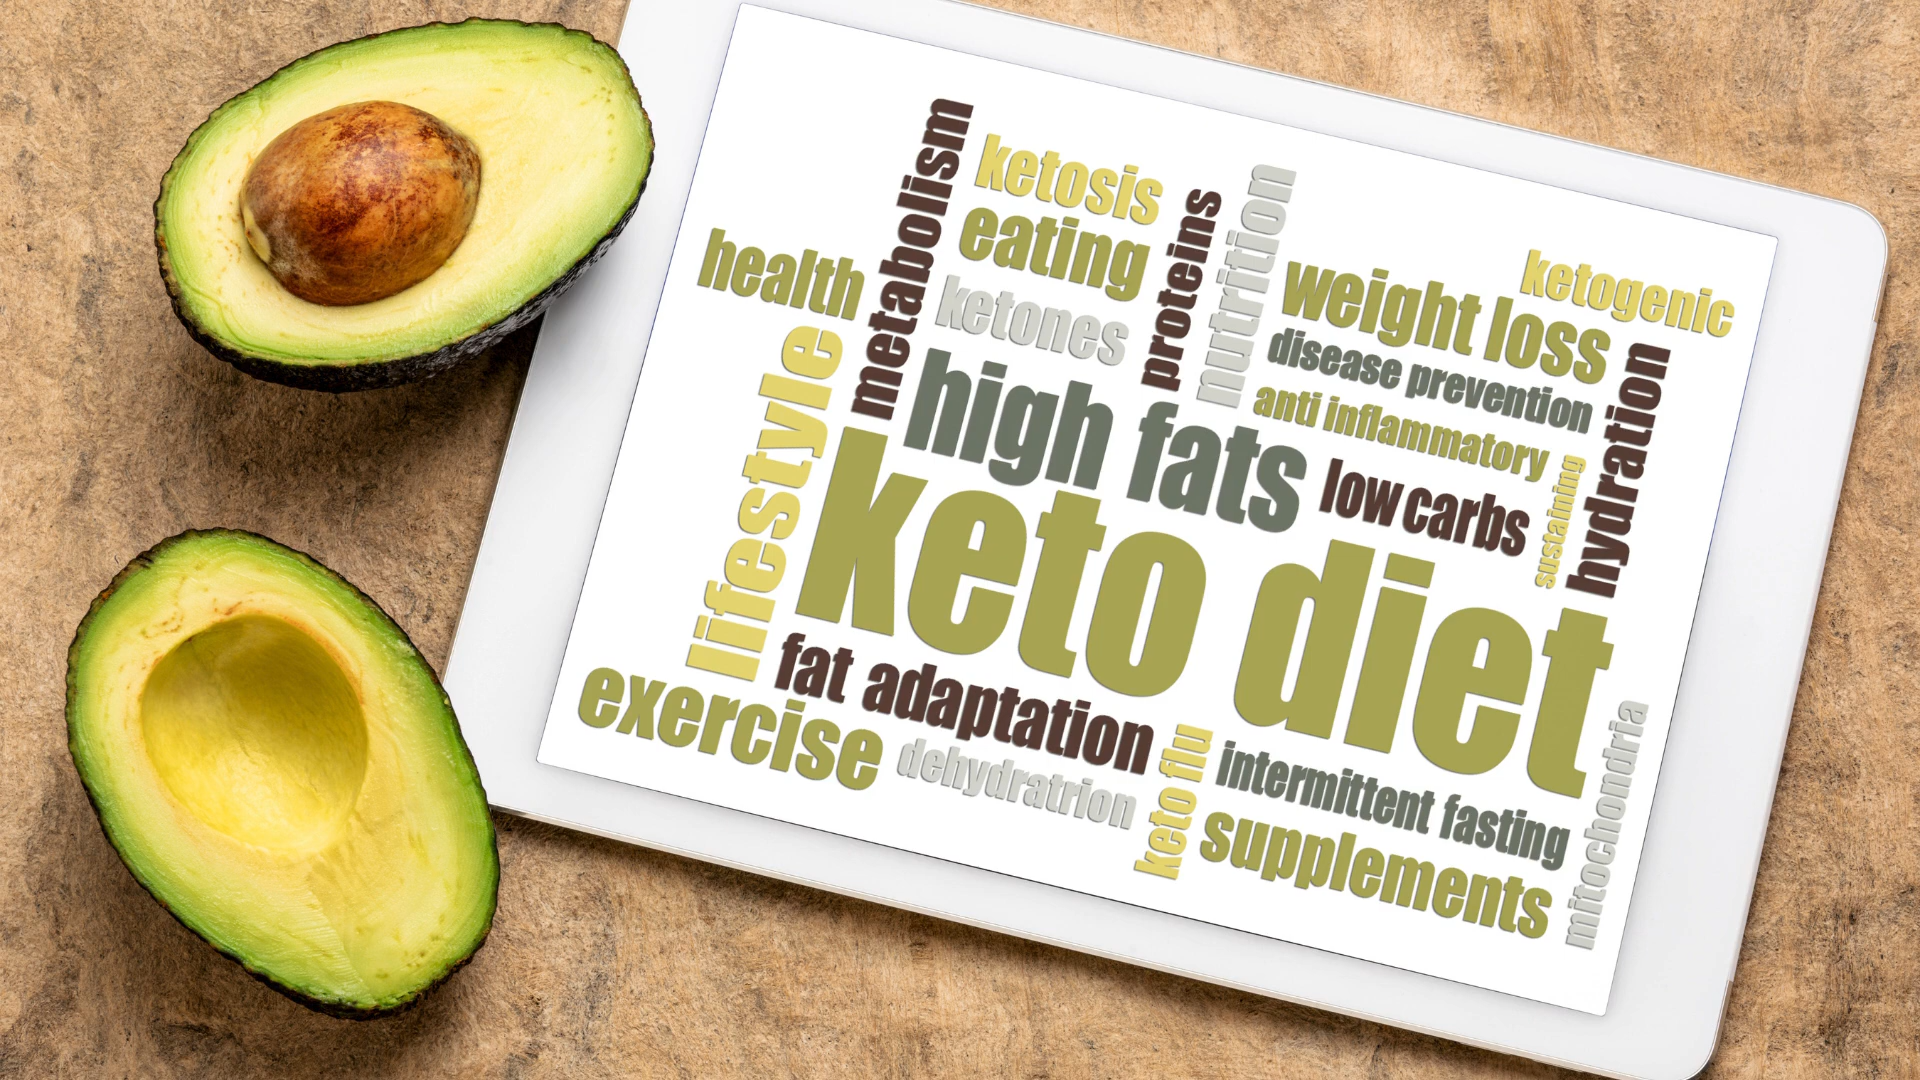 metabolism
ketosis
eating
proteins
nutrition
health
ketones
weight loss
ketogenic
disease prevention
anti inflammatory
hydration
lifestyle
high fats
low carbs
sustaining
keto diet
fat adaptation
exercise
dehydratrion
keto flu
intermittent fasting
supplements
mitochondria